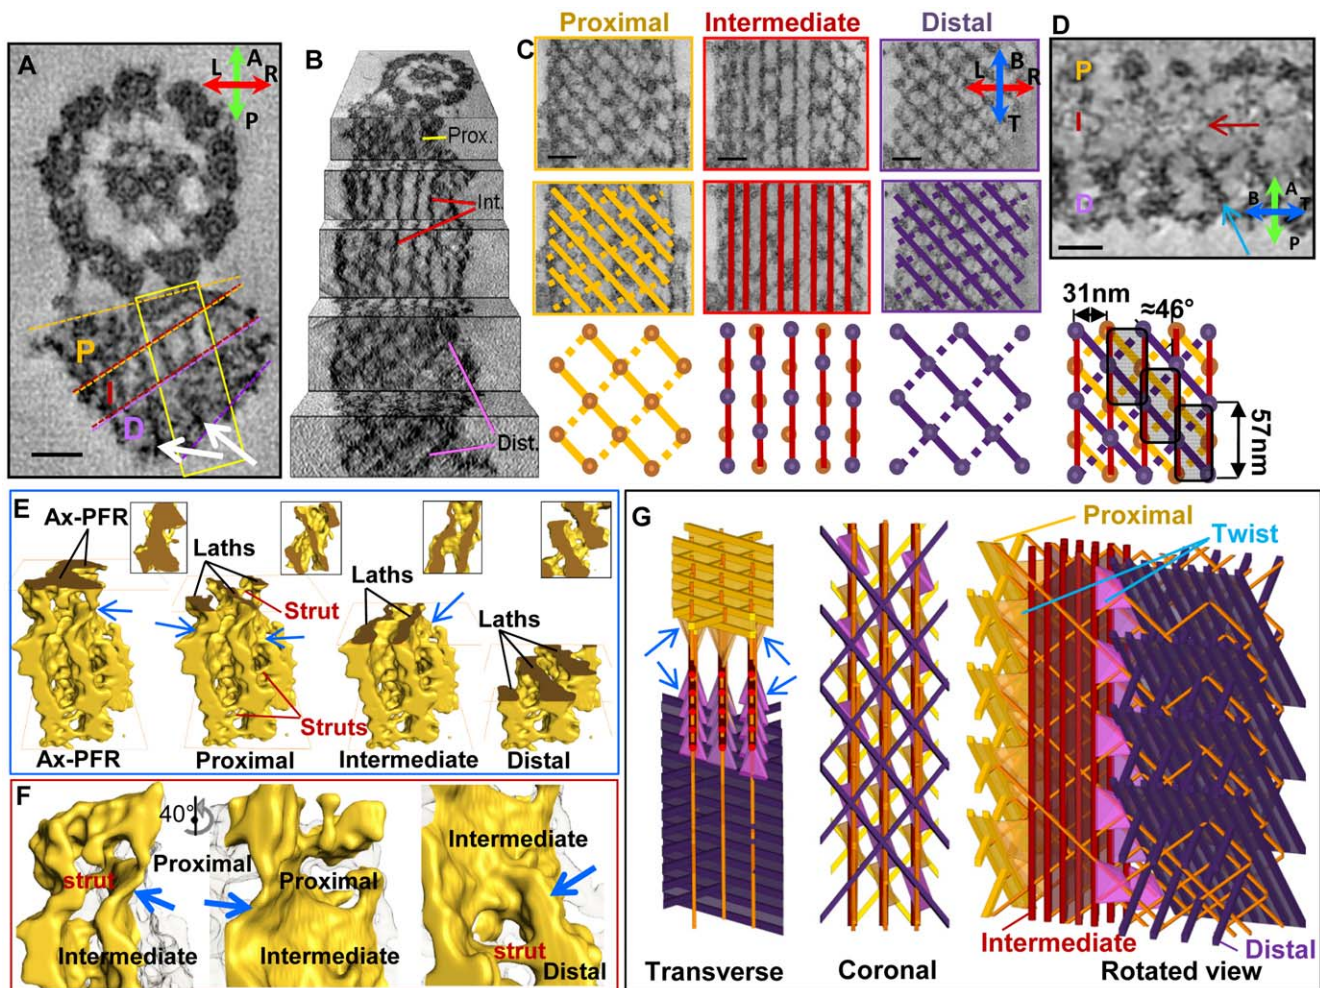 Proximal Intermediate Distal
A
A
L R
P
P
I
D
B
Prox.
Int.
Dist.
C
B
L R
T
D
P
I
D
A
B T
P
31nm
≈46°
57nm
E
Ax-PFR
Laths
Strut
Laths
Laths
Struts
Ax-PFR
Proximal
Intermediate
Distal
F
40°
Proximal
strut
Intermediate
Proximal
Intermediate
Intermediate
strut
Distal
G
Proximal
Twist
Intermediate
Distal
Transverse
Coronal
Rotated view